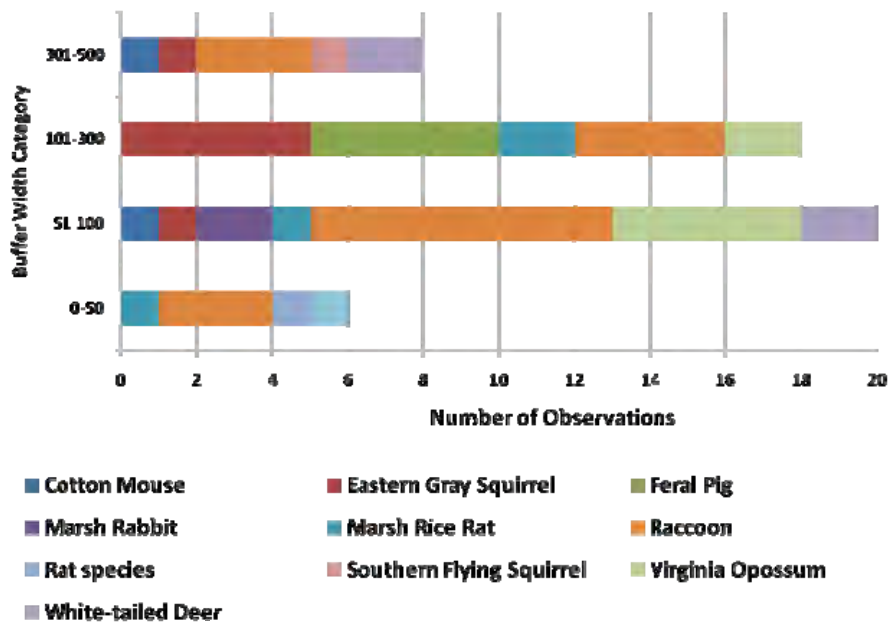 301-500
101-300
51-100
0-50
Buffer Width Category
0 2 4 6 8 10 12 14 16 18 20
Number of Observations
Cotton Mouse Eastern Gray Squirrel Feral Pig
Marsh Rabbit Marsh Rice Rat Raccoon
Rat species Southern Flying Squirrel Virginia Opossum
White-tailed Deer